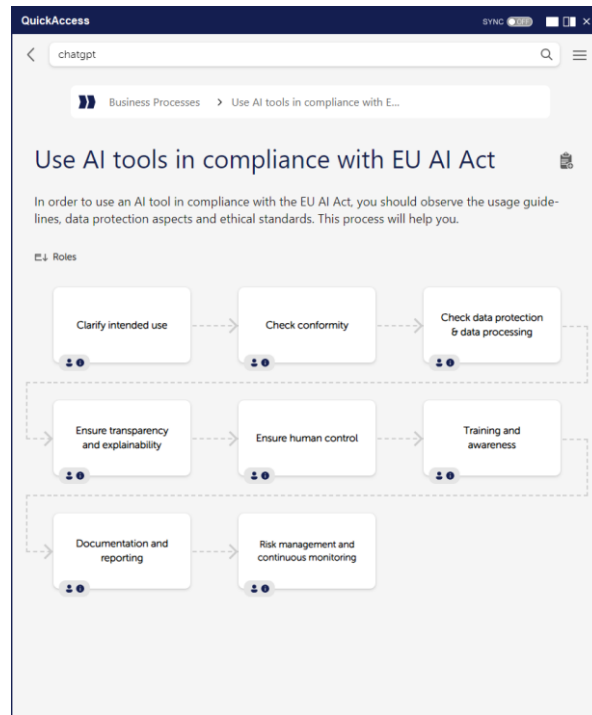 QuickAccess
SYNC OFF
chatgpt
Business Processes > Use AI tools in compliance with E...
Use AI tools in compliance with EU AI Act
In order to use an AI tool in compliance with the EU AI Act, you should observe the usage guide-
lines, data protection aspects and ethical standards. This process will help you.
Roles
Clarify intended use
Check conformity
Check data protection
& data processing
Ensure transparency
and explainability
Ensure human control
Training and
awareness
Documentation and
reporting
Risk management and
continuous monitoring